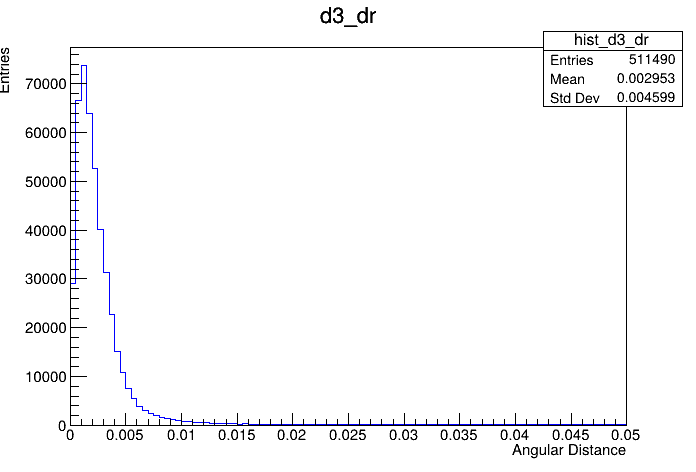 d3_dr
hist_d3_dr
Entries 511490
Mean 0.002953
Std Dev 0.004599
Entries
70000
60000
50000
40000
30000
20000
10000
0
0 0.005 0.01 0.015 0.02 0.025 0.03 0.035 0.04 0.045 0.05
Angular Distance